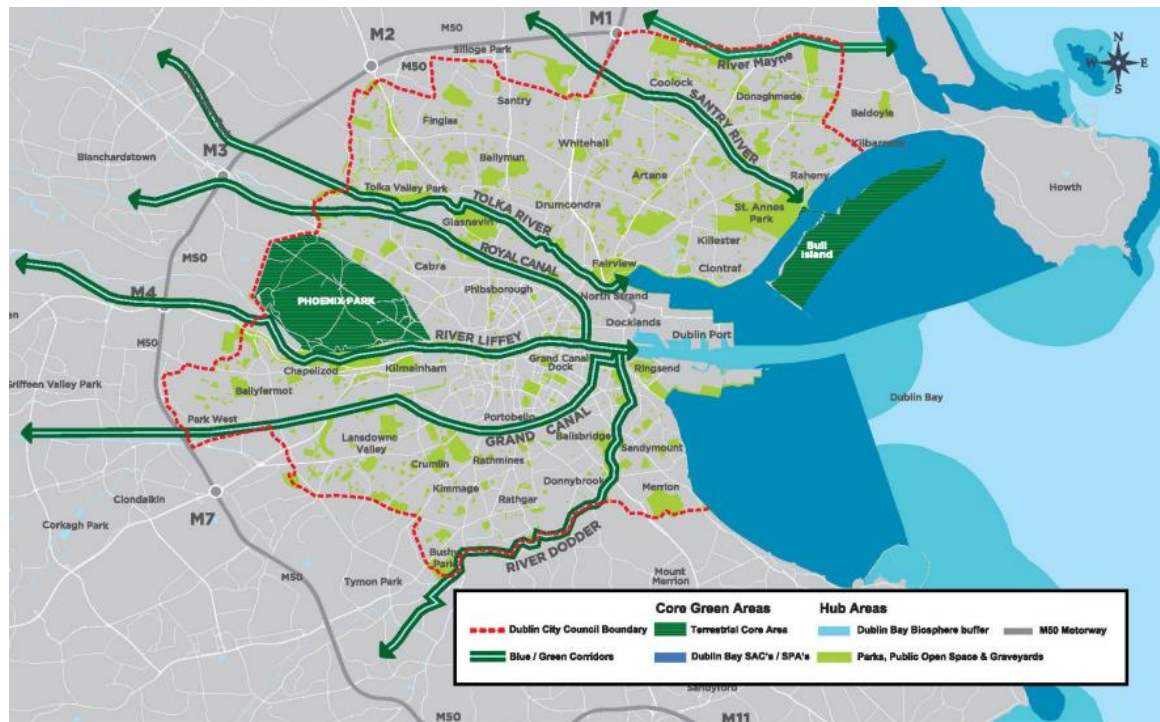 M1
M2
N
W E
S
Silloge Park
M50
M50
River Mayne
Coolock
Santry
Donaghmede
Baldoyle
Finglas
SANTRY RIVER
Whitehall
Kilbarrack
Blanchardstown
M3
Ballymun
Artane
Raheny
Howth
Tolka Valley Park
TOLKA RIVER
Drumcondra
St. Annes
Park
Glasnevin
Killester
Bull
Island
ROYAL CANAL
Fairview
Clontraf
M50
Cabra
M4
PHOENIX PARK
Phibsborough
North Strand
Docklands
Dublin Port
RIVER LIFFEY
M50
Grand Canal
Dock
Ringsend
Chapelizod
Kilmainham
Griffeen Valley Park
Ballyfermot
Dublin Bay
Park West
Portobello
GRAND CANAL
Ballsbridge
Lansdowne
Valley
Sandymount
Crumlin
Rathmines
Donnybrook
Kimmage
Rathgar
Merrion
Clondalkin
M7
Corkagh Park
Bushy
Park
RIVER DODDER
M50
Tymon Park
Mount
Merrion
Core Green Areas
Hub Areas
Dublin City Council Boundary
Terrestrial Core Area
Dublin Bay Biosphere buffer
M50 Motorway
Blue / Green Corridors
Dublin Bay SAC's / SPA's
Parks, Public Open Space & Graveyards
Sandyford
M50
M11